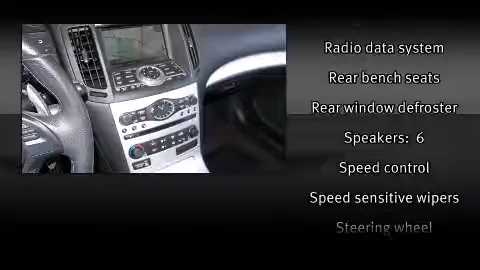 Radio data system
Rear bench seats
Rear window defroster
Speakers: 6
Speed control
Speed sensitive wipers
Steering wheel